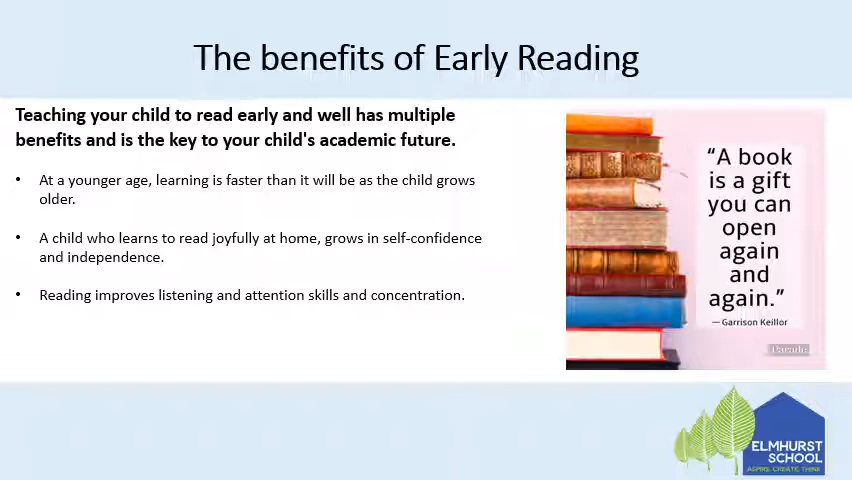 The benefits of Early Reading
Teaching your child to read early and well has multiple
benefits and is the key to your child's academic future.
• At a younger age, learning is faster than it will be as the child grows
older.
• A child who learns to read joyfully at home, grows in self-confidence
and independence.
• Reading improves listening and attention skills and concentration.
“A book
is a gift
you can
open
again
and
again.”
— Garrison Keillor
ELMHURST
SCHOOL
ASPIRE. CREATE. THINK